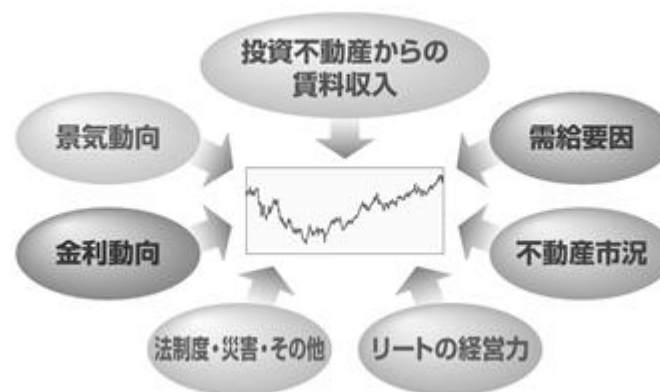 投資不動産からの
賃料収入
景気動向
需給要因
金利動向
不動産市況
法制度・災害・その他
リートの経営力